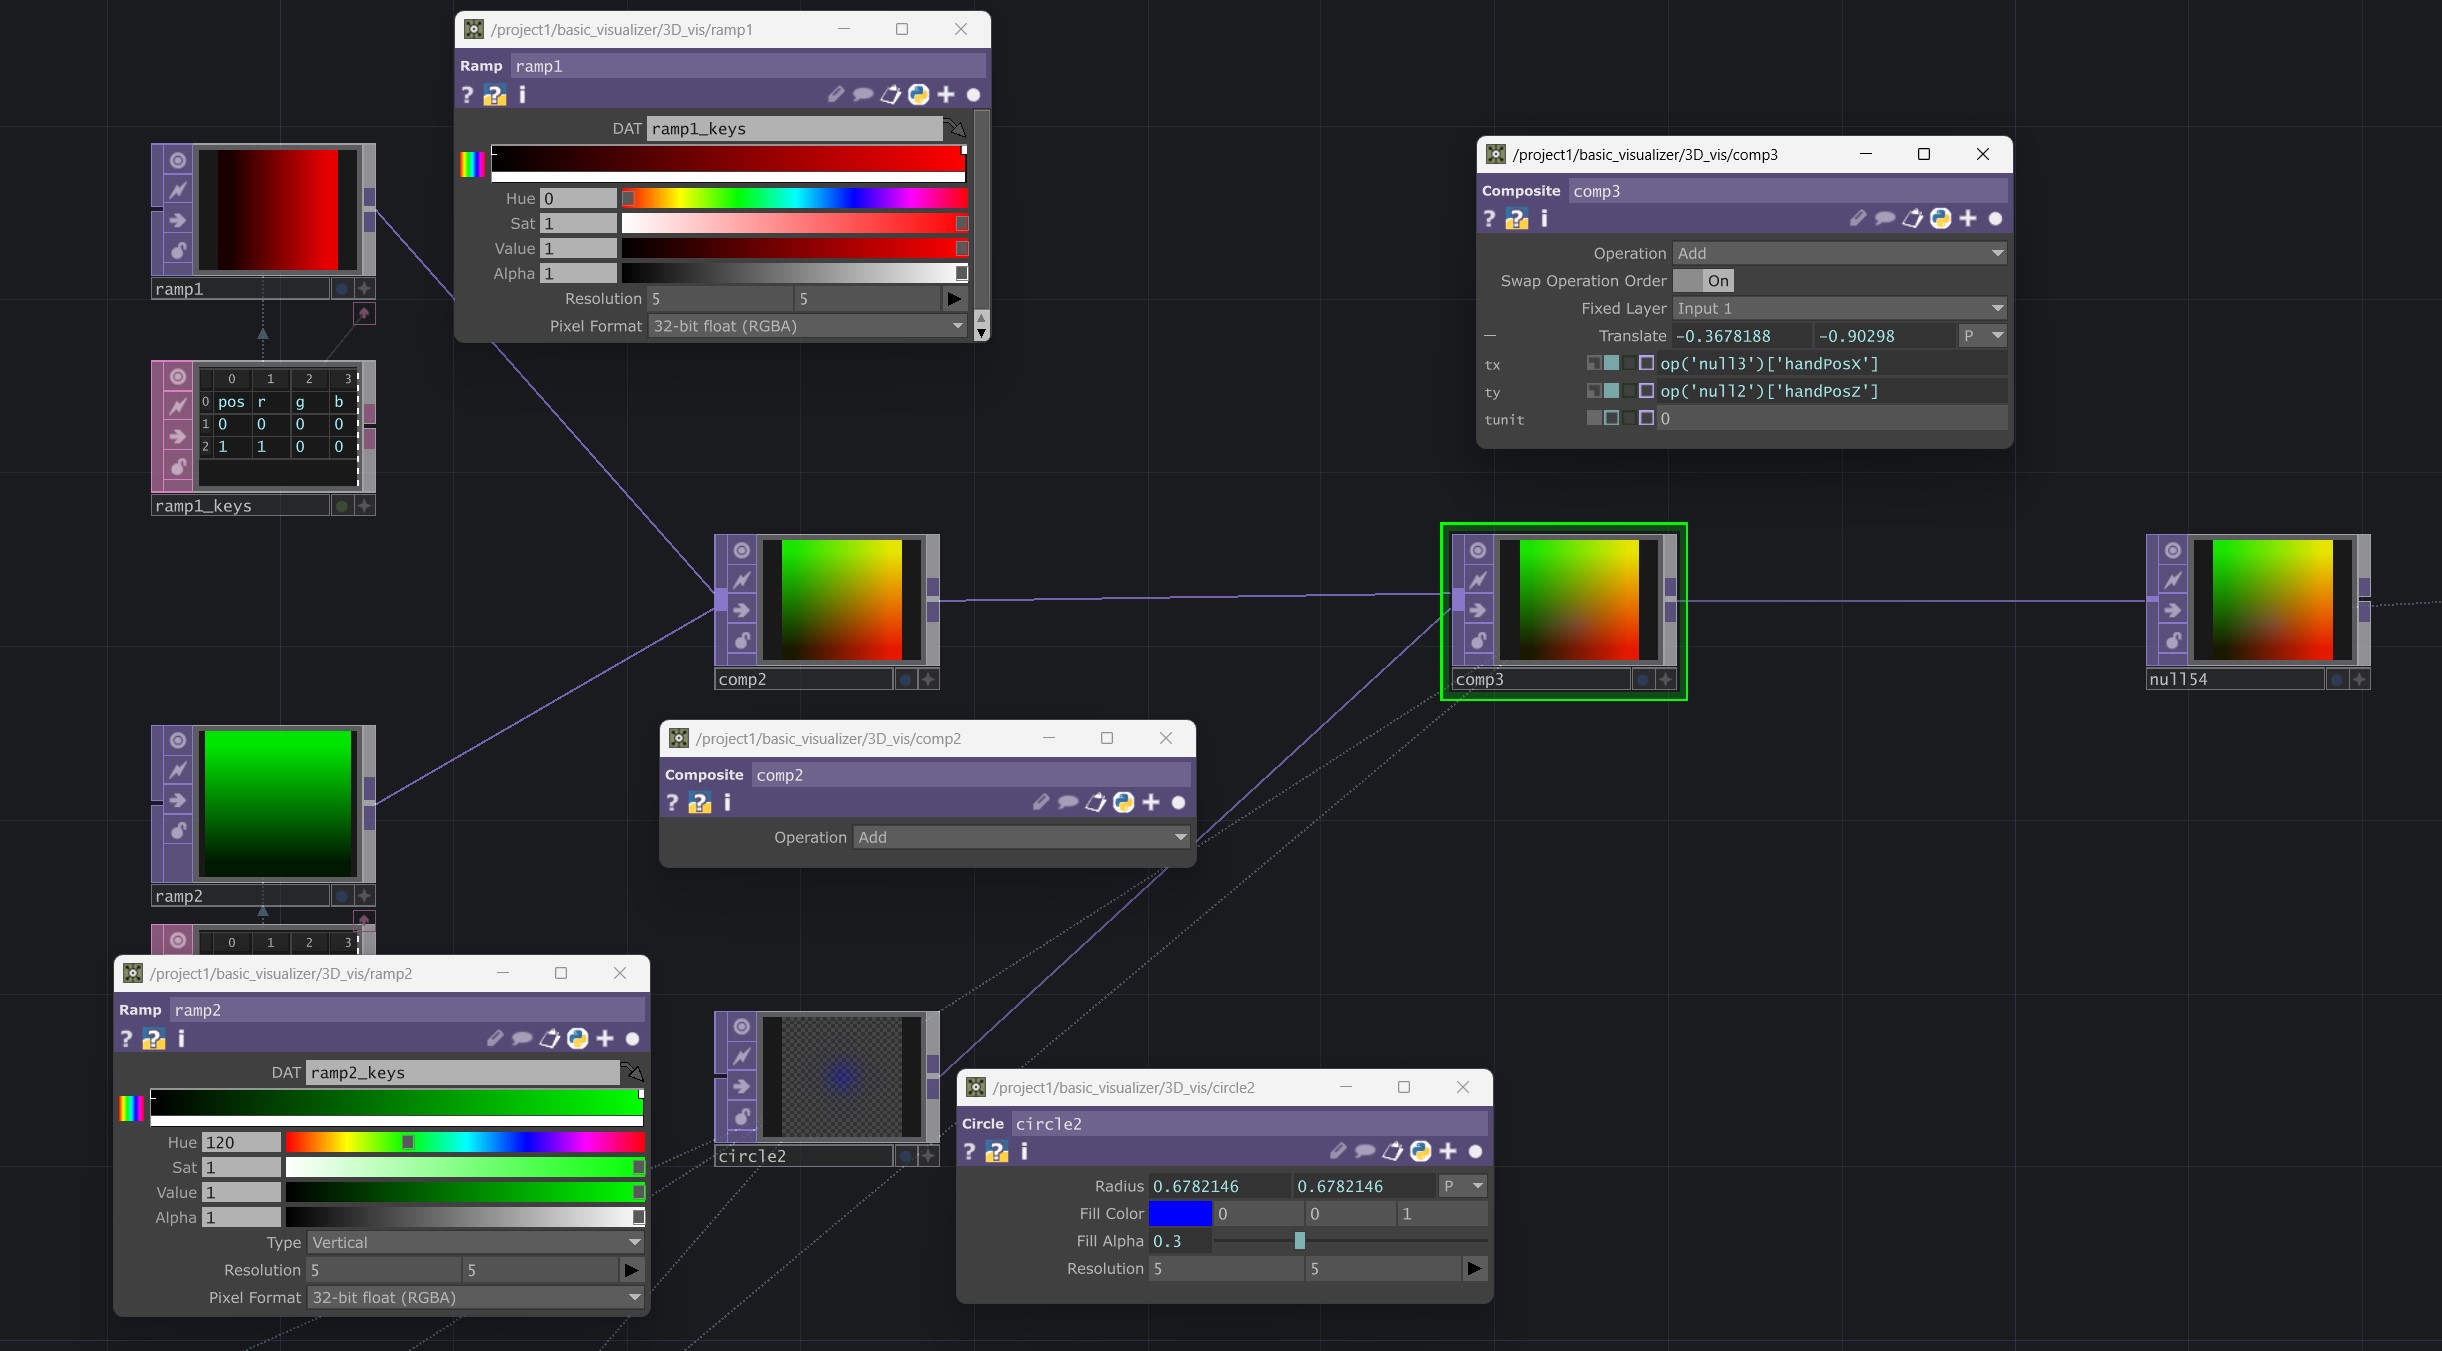 /project1/basic_visualizer/3D_vis/ramp1
Ramp ramp1
? ? i
DAT ramp1_keys
Hue 0
Sat 1
Value 1
Alpha 1
Resolution 5 5
Pixel Format 32-bit float (RGBA)
ramp1
0 1 2 3
0 pos r g b
1 0 0 0 0
2 1 1 0 0
ramp1_keys
/project1/basic_visualizer/3D_vis/comp3
Composite comp3
? ? i
Operation Add
Swap Operation Order On
Fixed Layer Input 1
Translate -0.3678188 -0.90298 P
tx op('null3')['handPosX']
ty op('null2')['handPosZ']
tunit 0
comp2
comp3
null54
/project1/basic_visualizer/3D_vis/comp2
Composite comp2
? ? i
Operation Add
ramp2
0 1 2 3
/project1/basic_visualizer/3D_vis/ramp2
Ramp ramp2
? ? i
DAT ramp2_keys
Hue 120
Sat 1
Value 1
Alpha 1
Type Vertical
Resolution 5 5
Pixel Format 32-bit float (RGBA)
circle2
/project1/basic_visualizer/3D_vis/circle2
Circle circle2
? ? i
Radius 0.6782146 0.6782146 P
Fill Color 0 0 1
Fill Alpha 0.3
Resolution 5 5